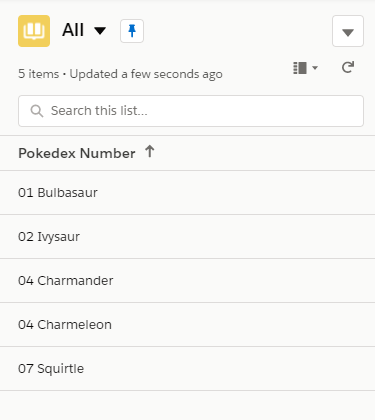 All
5 items • Updated a few seconds ago
Search this list...
Pokedex Number
01 Bulbasaur
02 Ivysaur
04 Charmander
04 Charmeleon
07 Squirtle